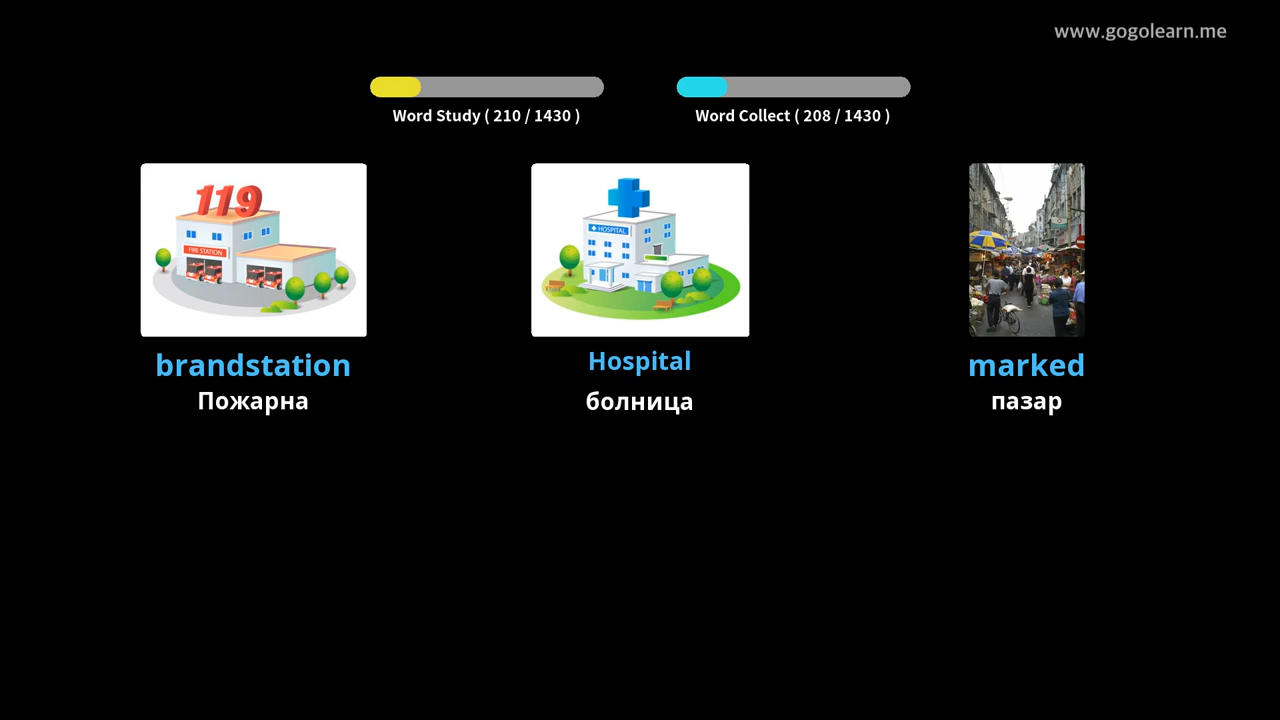 www.gogolearn.me
Word Study ( 210 / 1430 )
Word Collect ( 208 / 1430 )
119
FIRE STATION
HOSPITAL
brandstation
Hospital
marked
Пожарна
болница
пазар